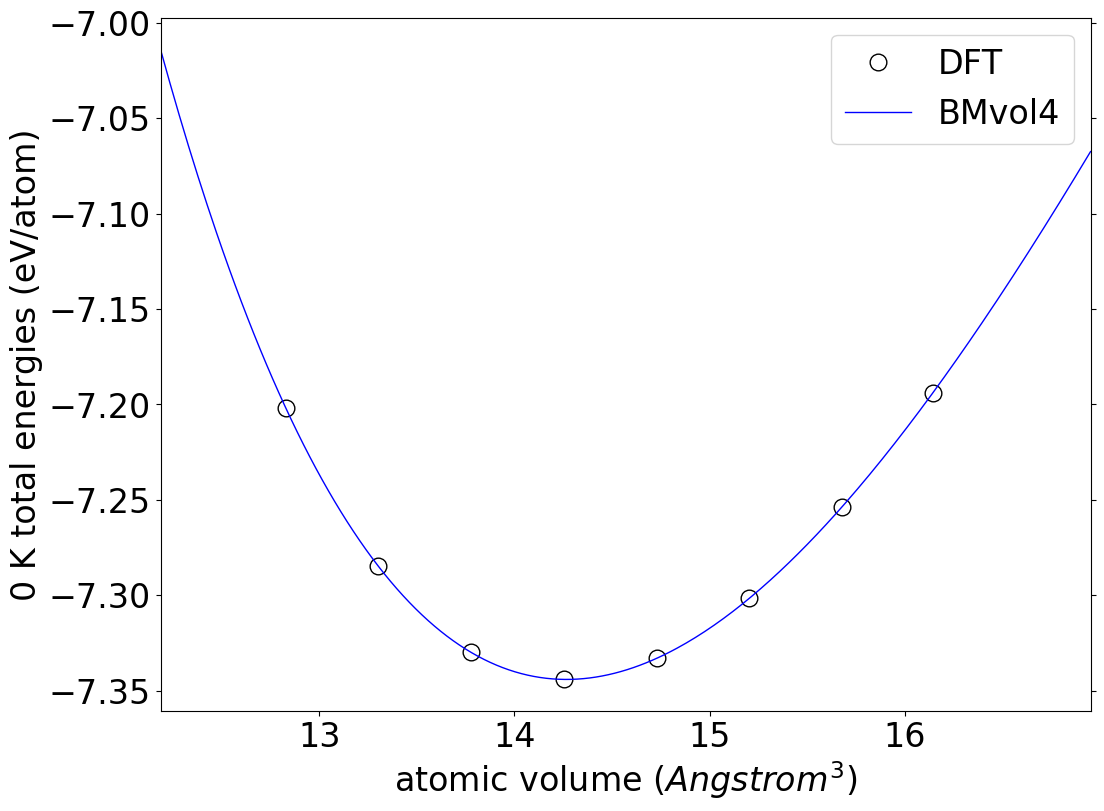 −7.00
−7.05
−7.10
−7.15
−7.20
−7.25
−7.30
−7.35
0 K total energies (eV/atom)
DFT
BMvol4
13 14 15 16
atomic volume (Angstrom³)